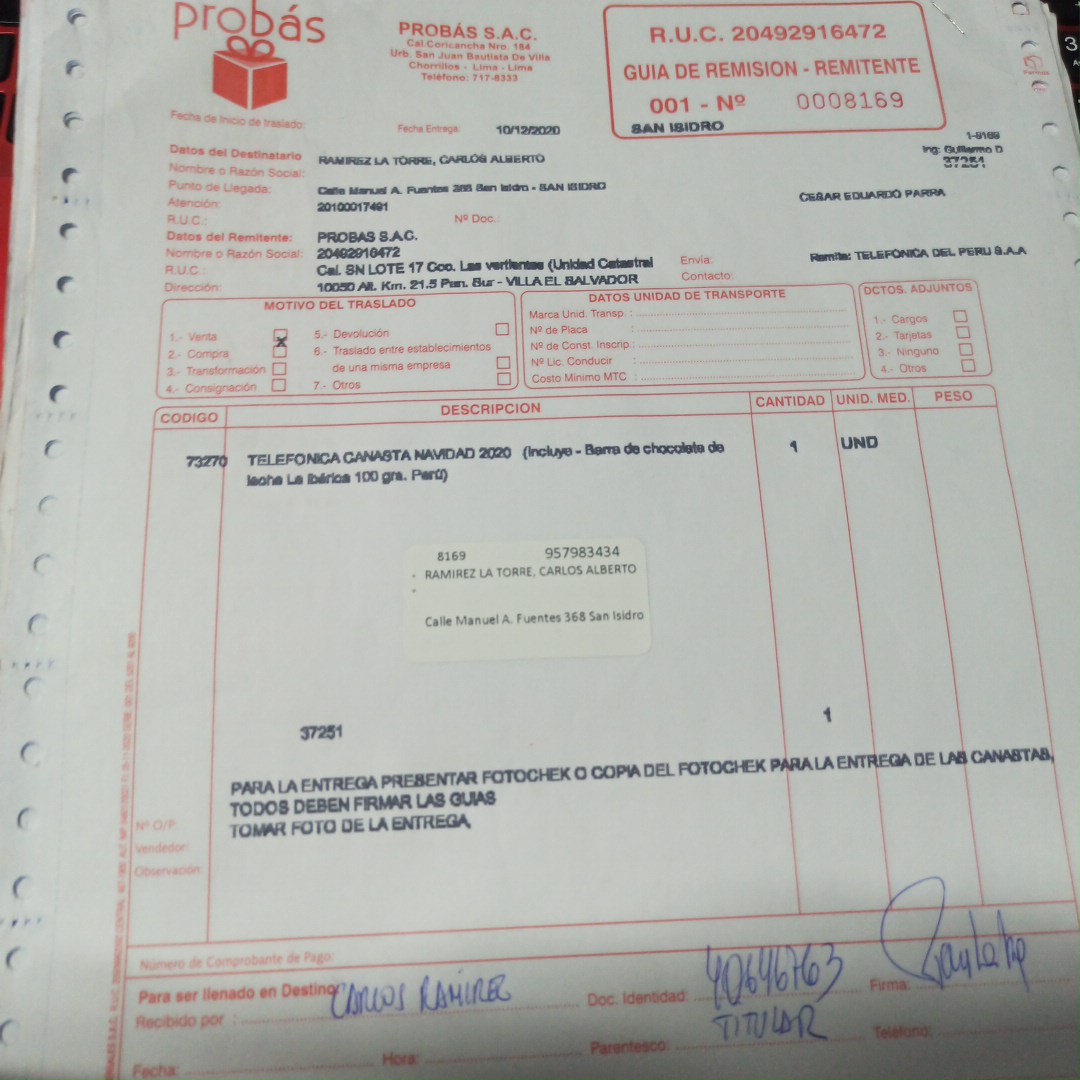 probás
PROBÁS S.A.C.
Cal.Coricancha Nro. 184
Urb. San Juan Bautista De Villa
Chorrillos - Lima - Lima
Teléfono: 717-8333
R.U.C. 20492916472
GUIA DE REMISION - REMITENTE
001 - Nº 0008169
Fecha de Inicio de traslado:
Fecha Entrega: 10/12/2020
SAN ISIDRO
1-8169
Ing: Guillermo D
37251
Datos del Destinatario
RAMIREZ LA TORRE, CARLOS ALBERTO
Nombre o Razón Social:
Punto de Llegada: Calle Manuel A. Fuentes 368 San Isidro - SAN ISIDRO
CESAR EDUARDO PARRA
Atención: 20100017491
R.U.C.: Nº Doc.:
Datos del Remitente: PROBAS S.A.C.
Nombre o Razón Social: 20492916472
Envía: Remite: TELEFONICA DEL PERU S.A.A
R.U.C.: Cal. SN LOTE 17 Coo. Las vertientes (Unidad Catastral
Contacto:
Dirección: 10050 Alt. Km. 21.5 Pan. Sur - VILLA EL SALVADOR
MOTIVO DEL TRASLADO
1.- Venta x
2.- Compra
3.- Transformación
4.- Consignación
5.- Devolución
6.- Traslado entre establecimientos
de una misma empresa
7.- Otros
DATOS UNIDAD DE TRANSPORTE
Marca Unid. Transp. :
Nº de Placa :
Nº de Const. Inscrip.. :
Nº Lic. Conducir :
Costo Mínimo MTC :
DCTOS. ADJUNTOS
1.- Cargos
2.- Tarjetas
3.- Ninguno
4.- Otros
CODIGO DESCRIPCION CANTIDAD UNID. MED. PESO
73270 TELEFONICA CANASTA NAVIDAD 2020 (Incluye - Barra de chocolate de 1 UND
leche La Ibérica 100 grs. Perú)
8169 957983434
RAMIREZ LA TORRE, CARLOS ALBERTO
Calle Manuel A. Fuentes 368 San Isidro
37251 1
PARA LA ENTREGA PRESENTAR FOTOCHEK O COPIA DEL FOTOCHEK PARA LA ENTREGA DE LAS CANASTAS,
TODOS DEBEN FIRMAR LAS GUIAS
TOMAR FOTO DE LA ENTREGA
Nº O/P
Vendedor:
Observación:
Número de Comprobante de Pago:
Para ser llenado en Destino
Recibido por : CARLOS RAMIREZ Doc. Identidad: 40646763 Firma:
Parentesco: TITULAR Teléfono:
Fecha: Hora: